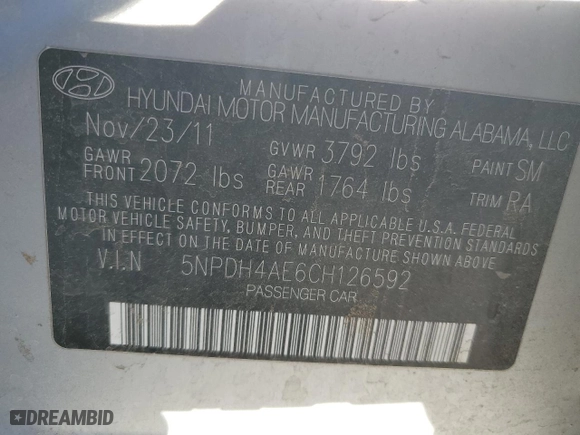 MANUFACTURED BY
HYUNDAI MOTOR MANUFACTURING ALABAMA, LLC
Nov/23/11 GVWR 3792 lbs PAINT SM
GAWR FRONT 2072 lbs GAWR REAR 1764 lbs TRIM RA
THIS VEHICLE CONFORMS TO ALL APPLICABLE U.S.A. FEDERAL
MOTOR VEHICLE SAFETY, BUMPER, AND THEFT PREVENTION STANDARDS
IN EFFECT ON THE DATE OF MANUFACTURE SHOWN ABOVE.
V.I.N 5NPDH4AE6CH126592
PASSENGER CAR
DREAMBID